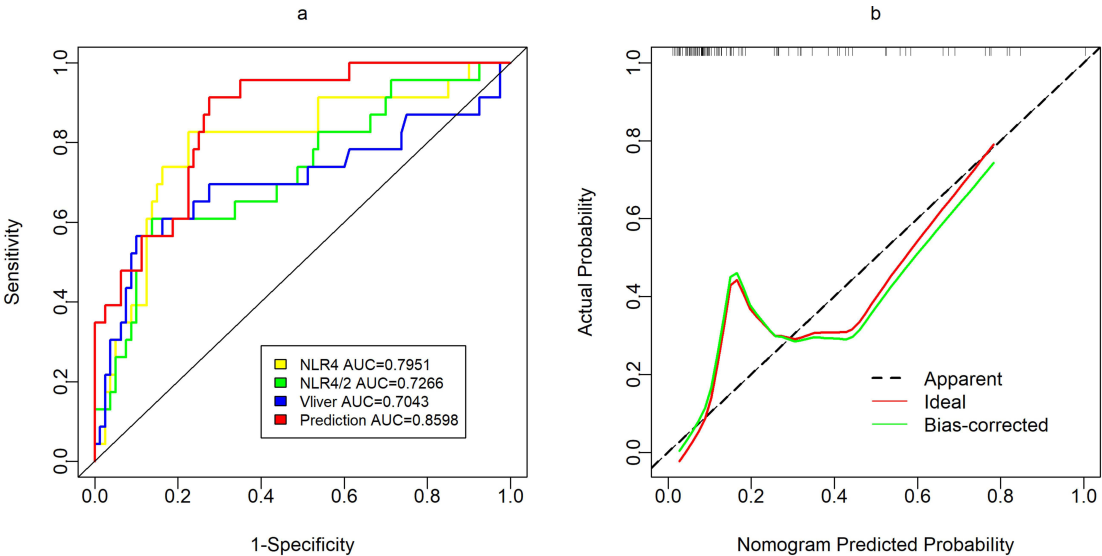 a
Sensitivity
1.0
0.8
0.6
0.4
0.2
0.0
NLR4 AUC=0.7951
NLR4/2 AUC=0.7266
Vliver AUC=0.7043
Prediction AUC=0.8598
0.0 0.2 0.4 0.6 0.8 1.0
1-Specificity
b
Actual Probability
1.0
0.8
0.6
0.4
0.2
0.0
Apparent
Ideal
Bias-corrected
0.0 0.2 0.4 0.6 0.8 1.0
Nomogram Predicted Probability